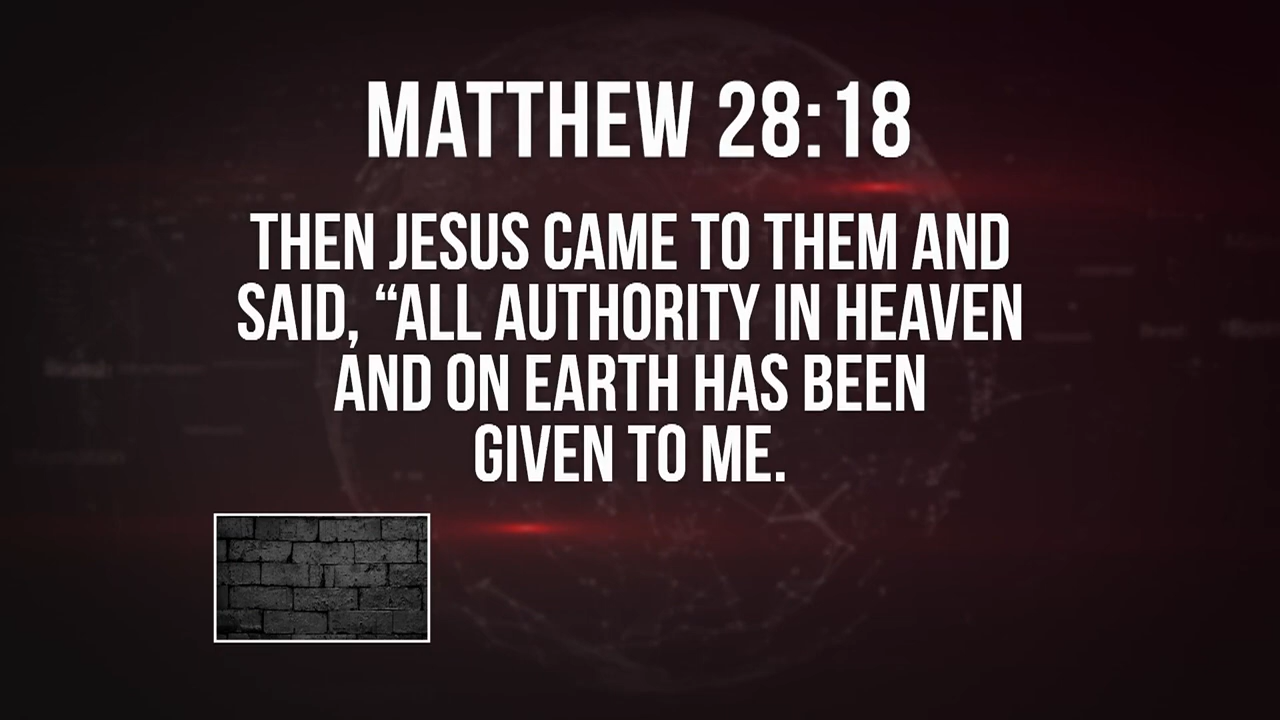 MATTHEW 28:18
THEN JESUS CAME TO THEM AND
SAID, “ALL AUTHORITY IN HEAVEN
AND ON EARTH HAS BEEN
GIVEN TO ME.